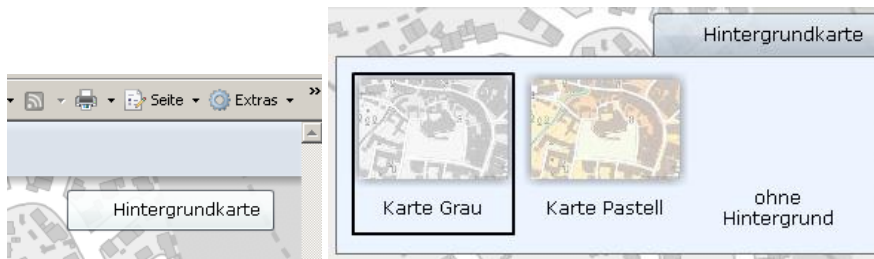 Seite
Extras
»
Hintergrundkarte
Hintergrundkarte
Karte Grau
Karte Pastell
ohne
Hintergrund